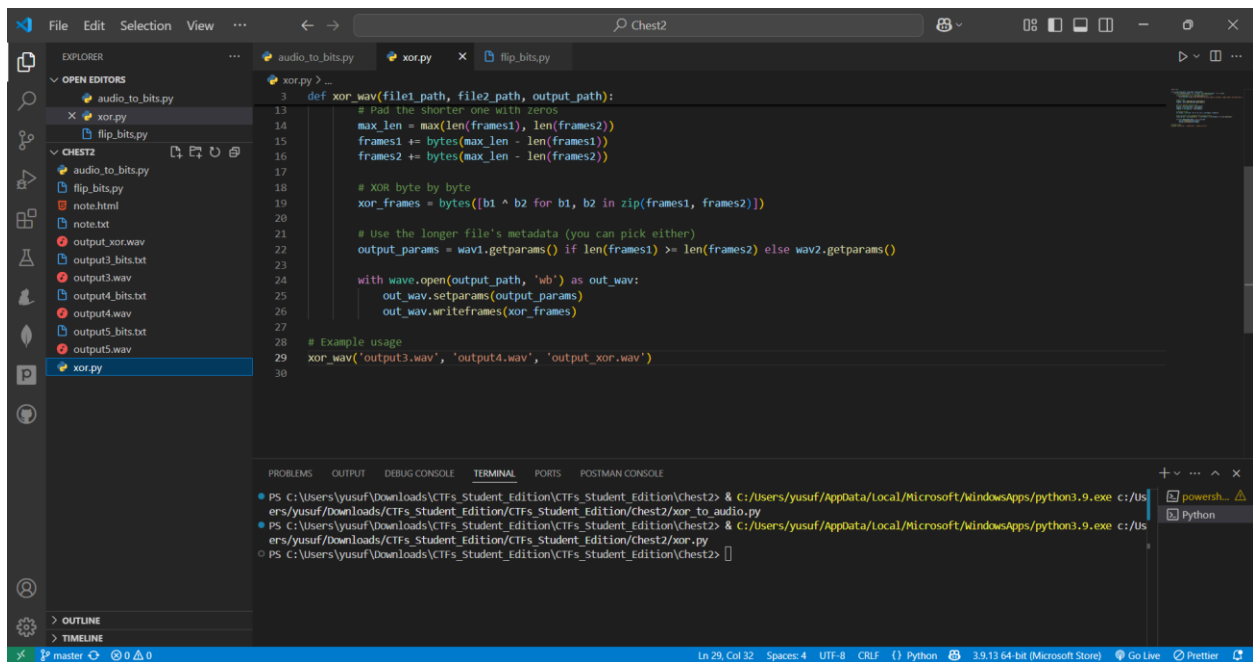 File Edit Selection View ··· Chest2
EXPLORER ···
OPEN EDITORS
audio_to_bits.py
xor.py
flip_bits,py
CHEST2
audio_to_bits.py
flip_bits,py
note.html
note.txt
output_xor.wav
output3_bits.txt
output3.wav
output4_bits.txt
output4.wav
output5_bits.txt
output5.wav
xor.py
OUTLINE
TIMELINE
audio_to_bits.py xor.py flip_bits,py
xor.py > ...
3 def xor_wav(file1_path, file2_path, output_path):
13 # Pad the shorter one with zeros
14 max_len = max(len(frames1), len(frames2))
15 frames1 += bytes(max_len - len(frames1))
16 frames2 += bytes(max_len - len(frames2))
17
18 # XOR byte by byte
19 xor_frames = bytes([b1 ^ b2 for b1, b2 in zip(frames1, frames2)])
20
21 # Use the longer file's metadata (you can pick either)
22 output_params = wav1.getparams() if len(frames1) >= len(frames2) else wav2.getparams()
23
24 with wave.open(output_path, 'wb') as out_wav:
25 out_wav.setparams(output_params)
26 out_wav.writeframes(xor_frames)
27
28 # Example usage
29 xor_wav('output3.wav', 'output4.wav', 'output_xor.wav')
30
PROBLEMS OUTPUT DEBUG CONSOLE TERMINAL PORTS POSTMAN CONSOLE
PS C:\Users\yusuf\Downloads\CTFs_Student_Edition\CTFs_Student_Edition\Chest2> & C:/Users/yusuf/AppData/Local/Microsoft/WindowsApps/python3.9.exe c:/Us
ers/yusuf/Downloads/CTFs_Student_Edition/CTFs_Student_Edition/Chest2/xor_to_audio.py
PS C:\Users\yusuf\Downloads\CTFs_Student_Edition\CTFs_Student_Edition\Chest2> & C:/Users/yusuf/AppData/Local/Microsoft/WindowsApps/python3.9.exe c:/Us
ers/yusuf/Downloads/CTFs_Student_Edition/CTFs_Student_Edition/Chest2/xor.py
PS C:\Users\yusuf\Downloads\CTFs_Student_Edition\CTFs_Student_Edition\Chest2>
powersh...
Python
master 0 0 Ln 29, Col 32 Spaces: 4 UTF-8 CRLF {} Python 3.9.13 64-bit (Microsoft Store) Go Live Prettier